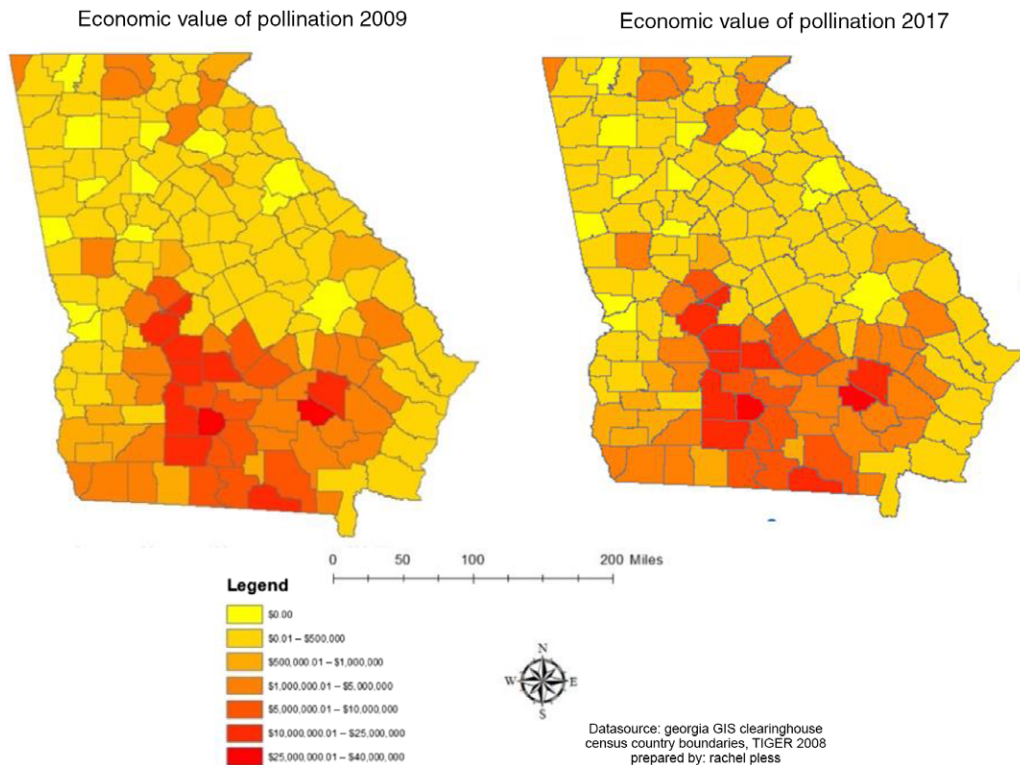 Economic value of pollination 2009
Economic value of pollination 2017
0 50 100 200 Miles
Legend
$0.00
$0.01 – $500,000
$500,000.01 – $1,000,000
$1,000,000.01 – $5,000,000
$5,000,000.01 – $10,000,000
$10,000,000.01 – $25,000,000
$25,000,000.01 – $40,000,000
N
W E
S
Datasource: georgia GIS clearinghouse
census country boundaries, TIGER 2008
prepared by: rachel pless